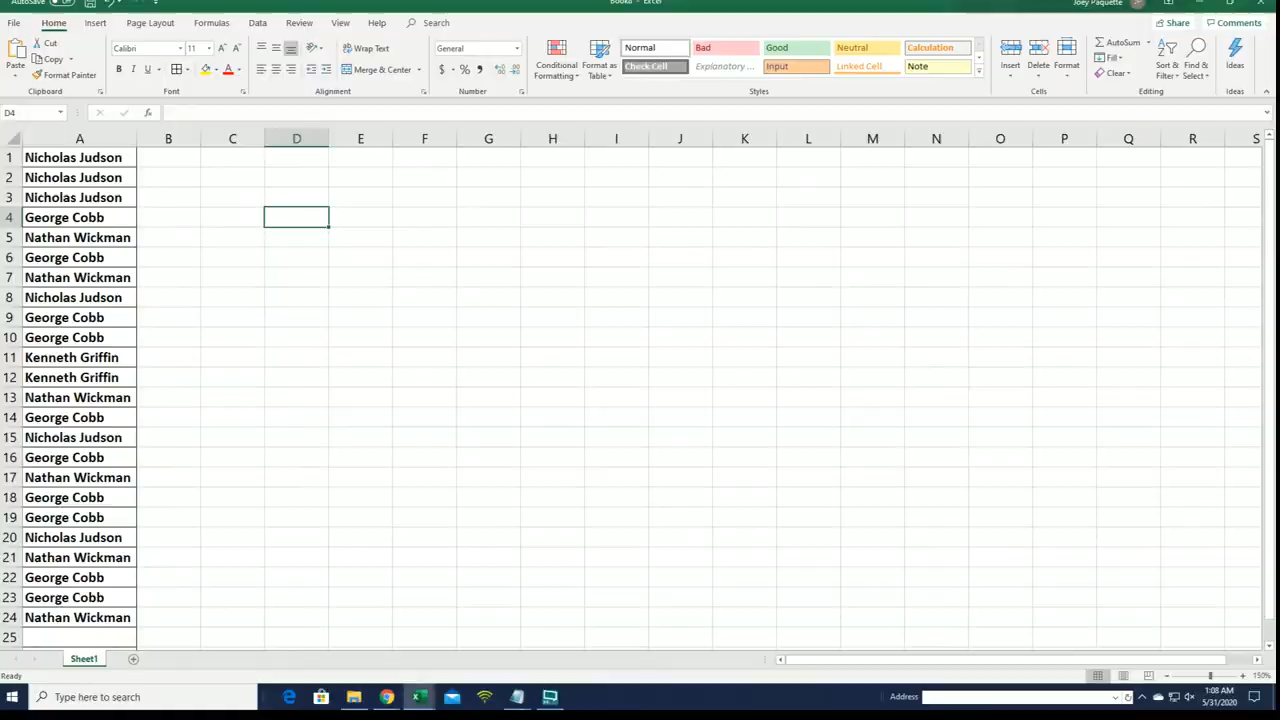 AutoSave Off Book8 - Excel Joey Paquette
File Home Insert Page Layout Formulas Data Review View Help Search Share Comments
Paste Cut Copy Format Painter Clipboard
Calibri 11 A A B I U A Font
Wrap Text Merge & Center Alignment
General $ % , Number
Conditional Formatting Format as Table
Normal Bad Good Neutral Calculation
Check Cell Explanatory ... Input Linked Cell Note
Styles
Insert Delete Format Cells
AutoSum Fill Clear Sort & Filter Find & Select Editing
Ideas Ideas
D4 fx
A B C D E F G H I J K L M N O P Q R S
1 Nicholas Judson
2 Nicholas Judson
3 Nicholas Judson
4 George Cobb
5 Nathan Wickman
6 George Cobb
7 Nathan Wickman
8 Nicholas Judson
9 George Cobb
10 George Cobb
11 Kenneth Griffin
12 Kenneth Griffin
13 Nathan Wickman
14 George Cobb
15 Nicholas Judson
16 George Cobb
17 Nathan Wickman
18 George Cobb
19 George Cobb
20 Nicholas Judson
21 Nathan Wickman
22 George Cobb
23 George Cobb
24 Nathan Wickman
25
Sheet1
Ready 150%
Type here to search Address 1:08 AM
5/31/2020